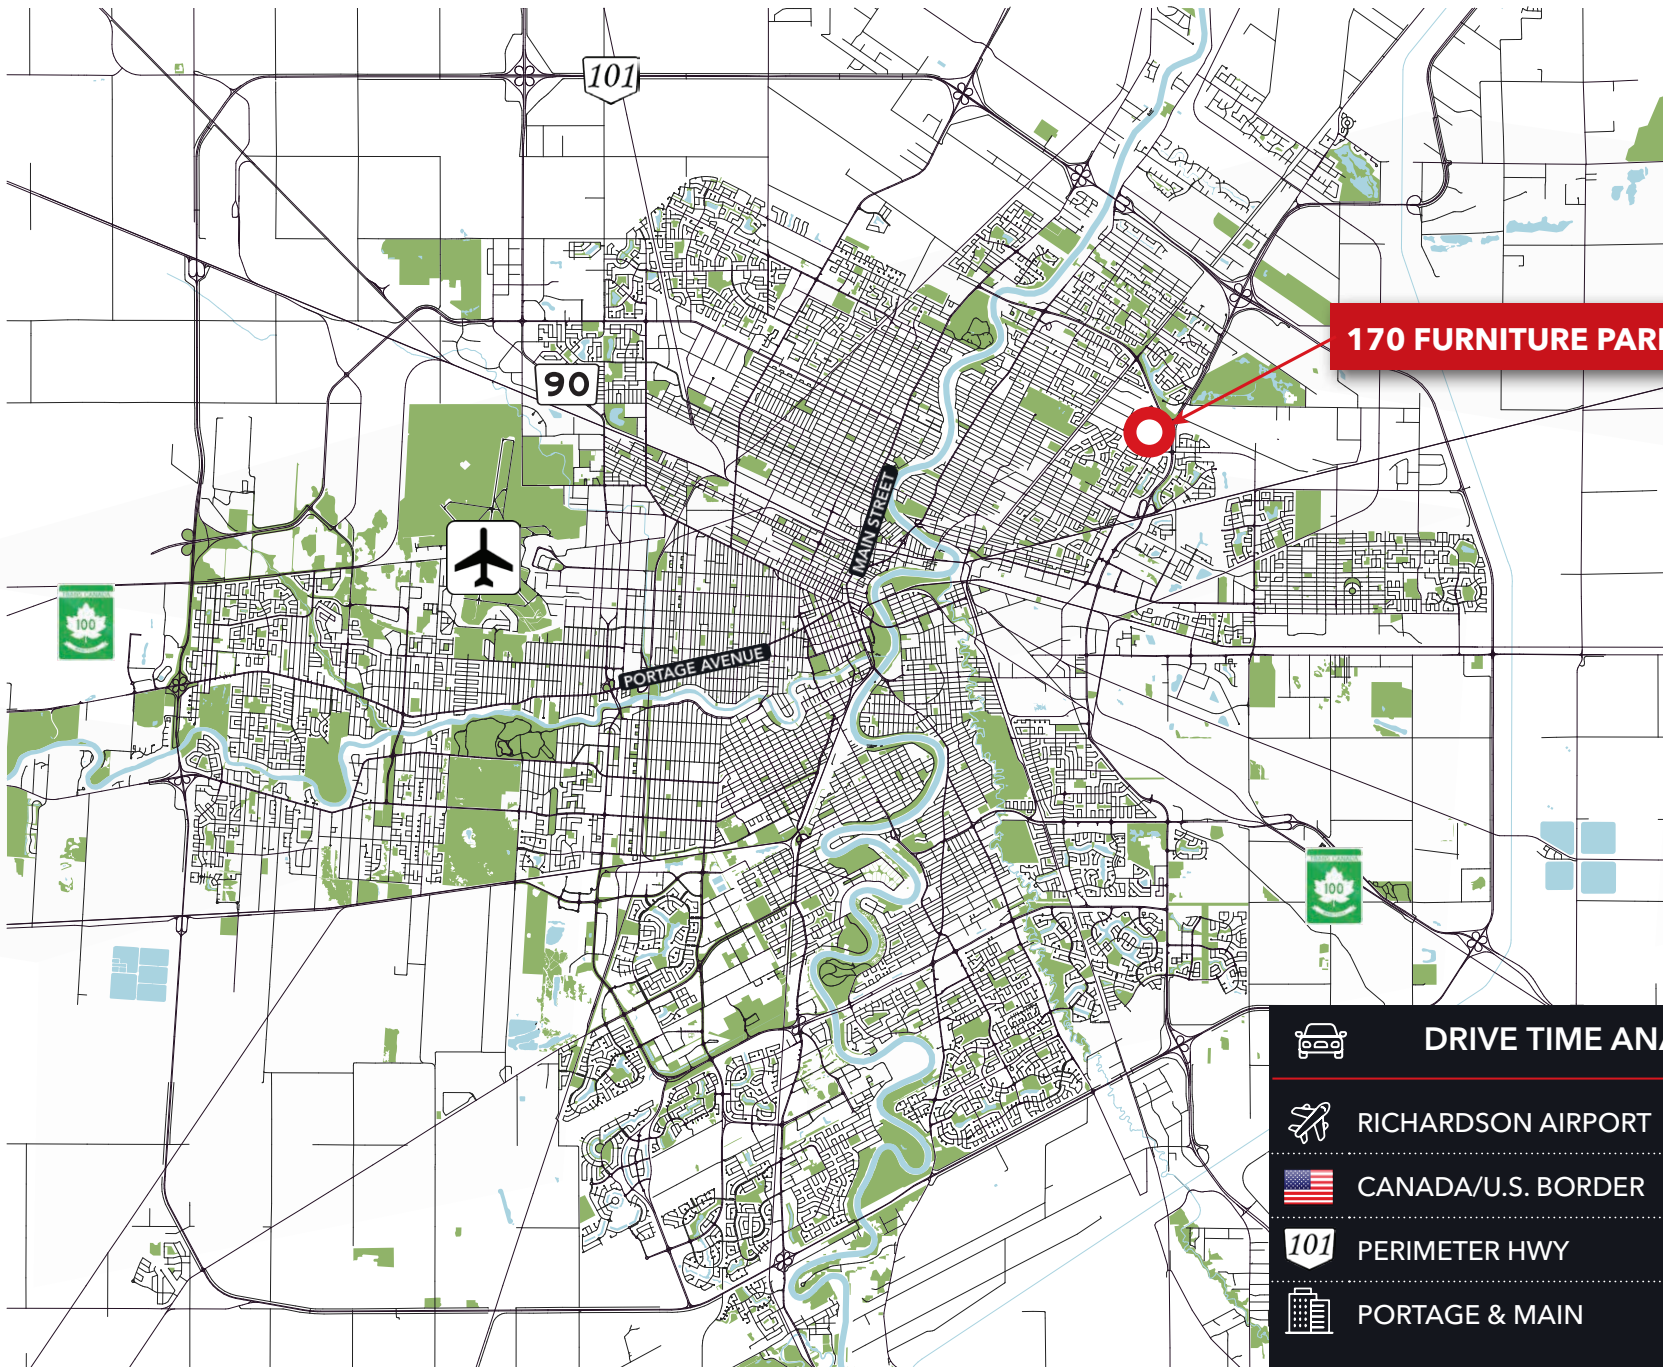 101
170 FURNITURE PAR
90
MAIN STREET
100
PORTAGE AVENUE
100
DRIVE TIME ANA
RICHARDSON AIRPORT
CANADA/U.S. BORDER
101
PERIMETER HWY
PORTAGE & MAIN